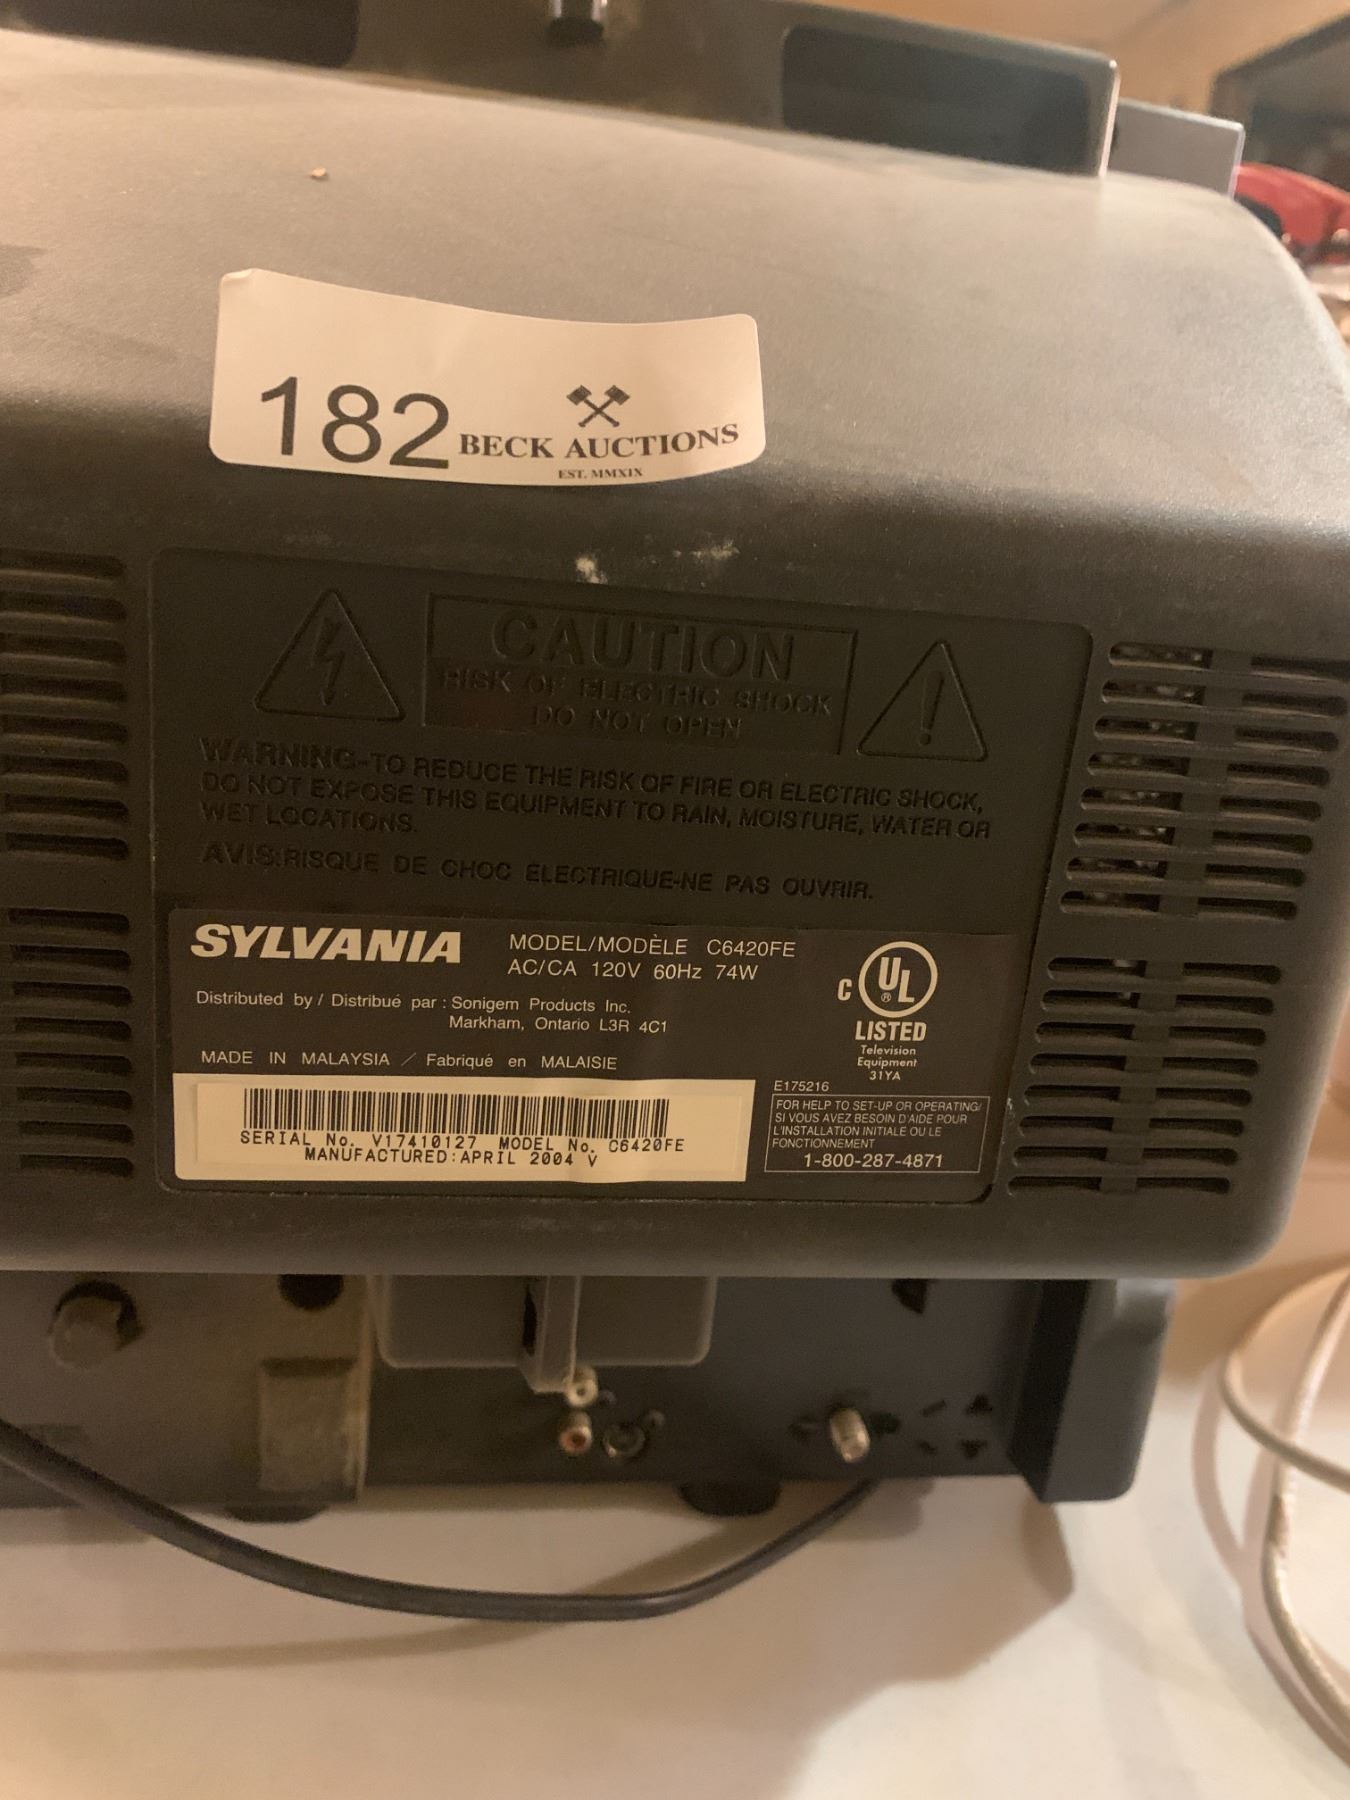 182 BECK AUCTIONS
EST. MMXIX
CAUTION
RISK OF ELECTRIC SHOCK
DO NOT OPEN
WARNING-TO REDUCE THE RISK OF FIRE OR ELECTRIC SHOCK,
DO NOT EXPOSE THIS EQUIPMENT TO RAIN, MOISTURE, WATER OR
WET LOCATIONS.
AVIS:RISQUE DE CHOC ELECTRIQUE-NE PAS OUVRIR.
SYLVANIA
MODEL/MODÈLE C6420FE
AC/CA 120V 60Hz 74W
Distributed by / Distribué par : Sonigem Products Inc.
Markham, Ontario L3R 4C1
MADE IN MALAYSIA / Fabriqué en MALAISIE
C UL ®
LISTED
Television
Equipment
31YA
E175216
FOR HELP TO SET-UP OR OPERATING/
SI VOUS AVEZ BESOIN D'AIDE POUR
L'INSTALLATION INITIALE OU LE
FONCTIONNEMENT
1-800-287-4871
SERIAL No. V17410127 MODEL No. C6420FE
MANUFACTURED:APRIL 2004 V